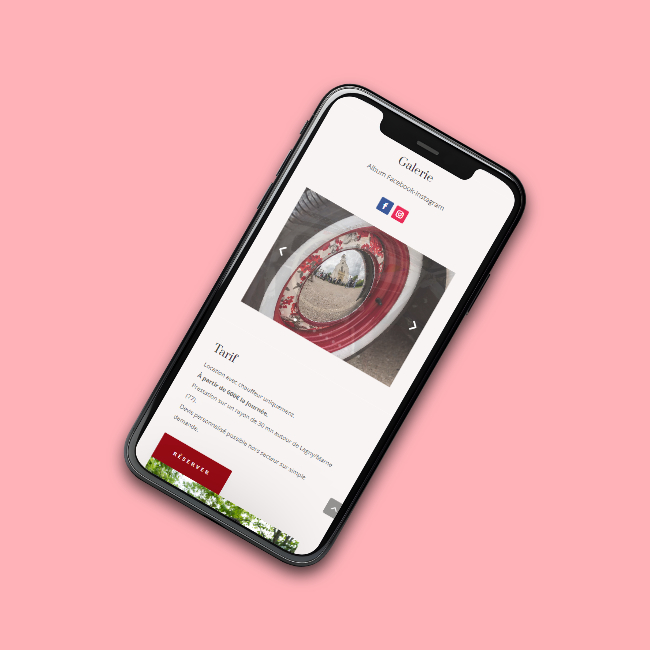 Galerie
Album Facebook-Instagram
Tarif
Location avec chauffeur uniquement.
À partir de 600€ la journée.
Prestation sur un rayon de 50 mn autour de Lagny/Marne
(77).
Devis personnalisé possible hors secteur sur simple
demande.
RÉSERVER